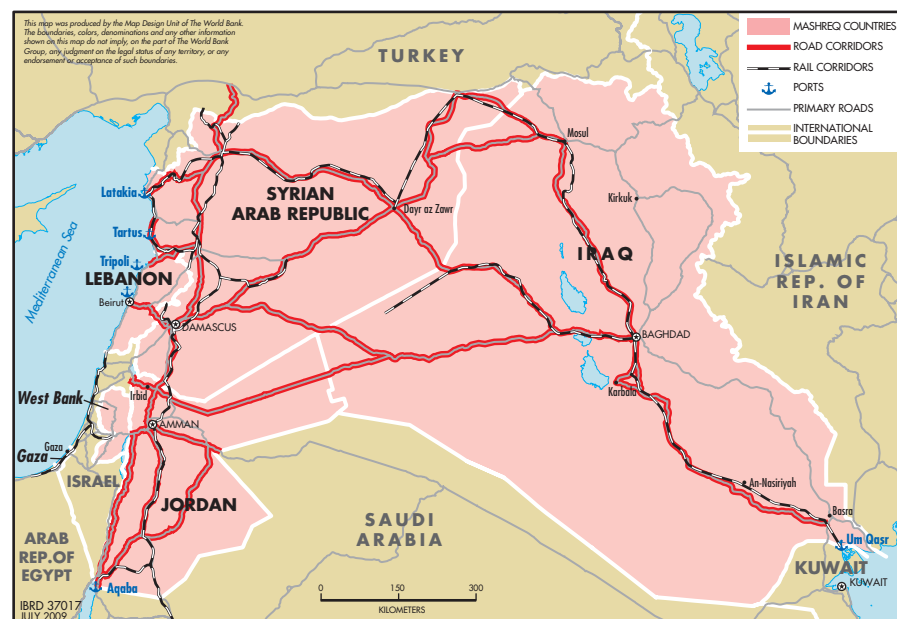 This map was produced by the Map Design Unit of The World Bank.
The boundaries, colors, denominations and any other information
shown on this map do not imply, on the part of The World Bank
Group, any judgment on the legal status of any territory, or any
endorsement or acceptance of such boundaries.
MASHREQ COUNTRIES
ROAD CORRIDORS
RAIL CORRIDORS
PORTS
PRIMARY ROADS
INTERNATIONAL
BOUNDARIES
TURKEY
Mosul
Latakia
SYRIAN
ARAB REPUBLIC
Dayr az Zawr
Kirkuk
Tartus
Mediterranean Sea
Tripoli
LEBANON
IRAQ
ISLAMIC
REP. OF
IRAN
Beirut
DAMASCUS
BAGHDAD
West Bank
Irbid
Karbala
AMMAN
Gaza
Gaza
ISRAEL
An-Nasiriyah
JORDAN
Basra
SAUDI
ARABIA
Um Qasr
ARAB
REP. OF
EGYPT
KUWAIT
KUWAIT
Aqaba
0
150
300
KILOMETERS
IBRD 37017
JULY 2009